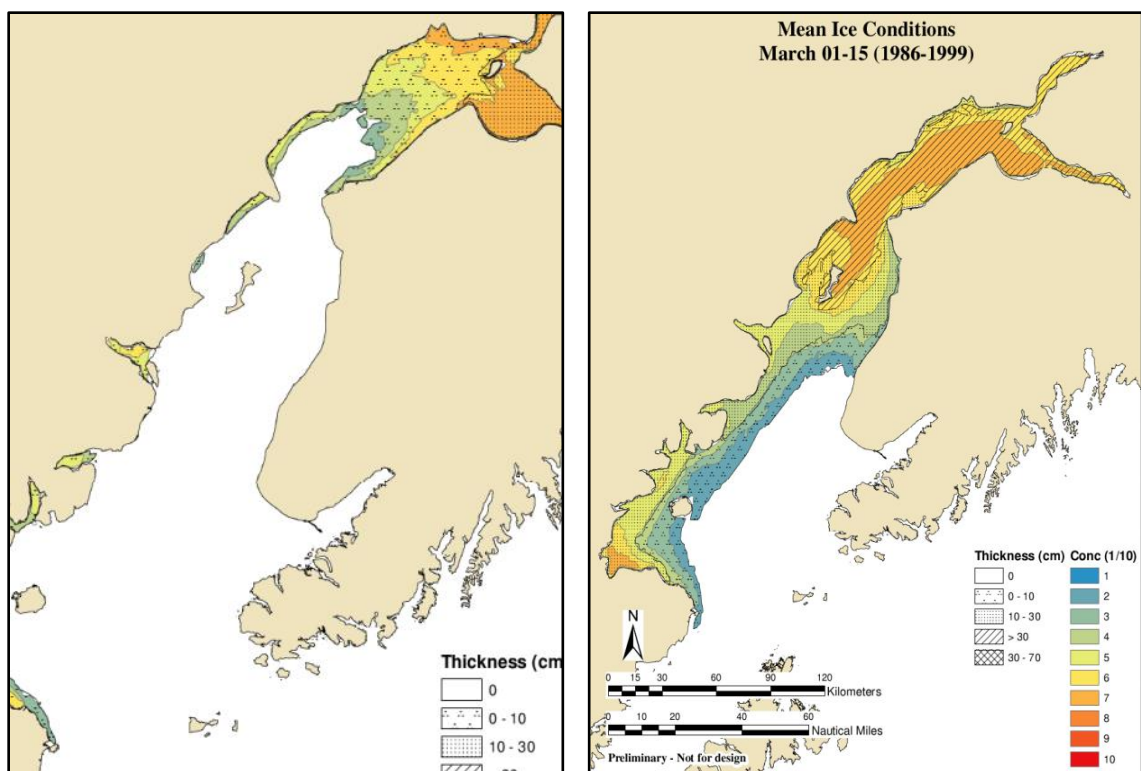 Thickness (cm
0
0 - 10
10 - 30
Mean Ice Conditions
March 01-15 (1986-1999)
Thickness (cm) Conc (1/10)
0 1
0 - 10 2
10 - 30 3
> 30 4
30 - 70 5
6
7
8
9
10
N
0 15 30 60 90 120
Kilometers
0 10 20 40 60
Nautical Miles
Preliminary - Not for design